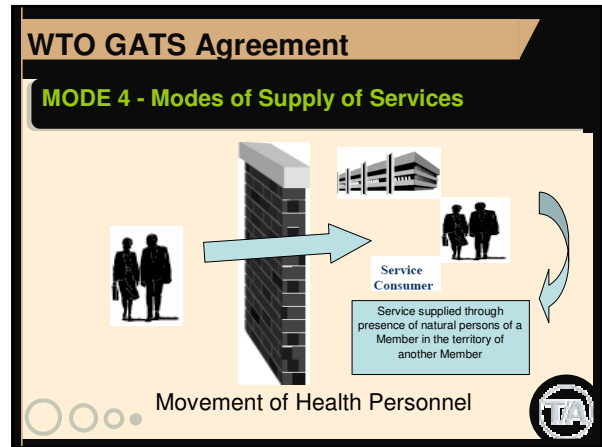 WTO GATS Agreement
MODE 4 - Modes of Supply of Services
Service
Consumer
Service supplied through
presence of natural persons of a
Member in the territory of
another Member
Movement of Health Personnel
TA